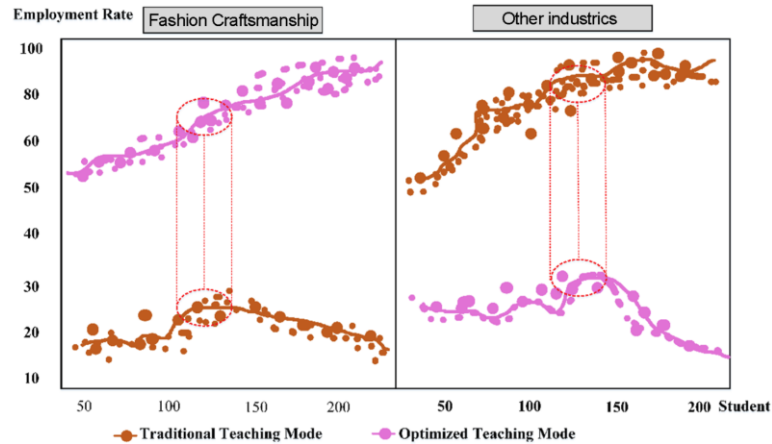 Employment Rate
Fashion Craftsmanship
Other industrics
100
80
60
50
40
30
20
10
50 100 150 200
50 100 150 200 Student
Traditional Teaching Mode
Optimized Teaching Mode